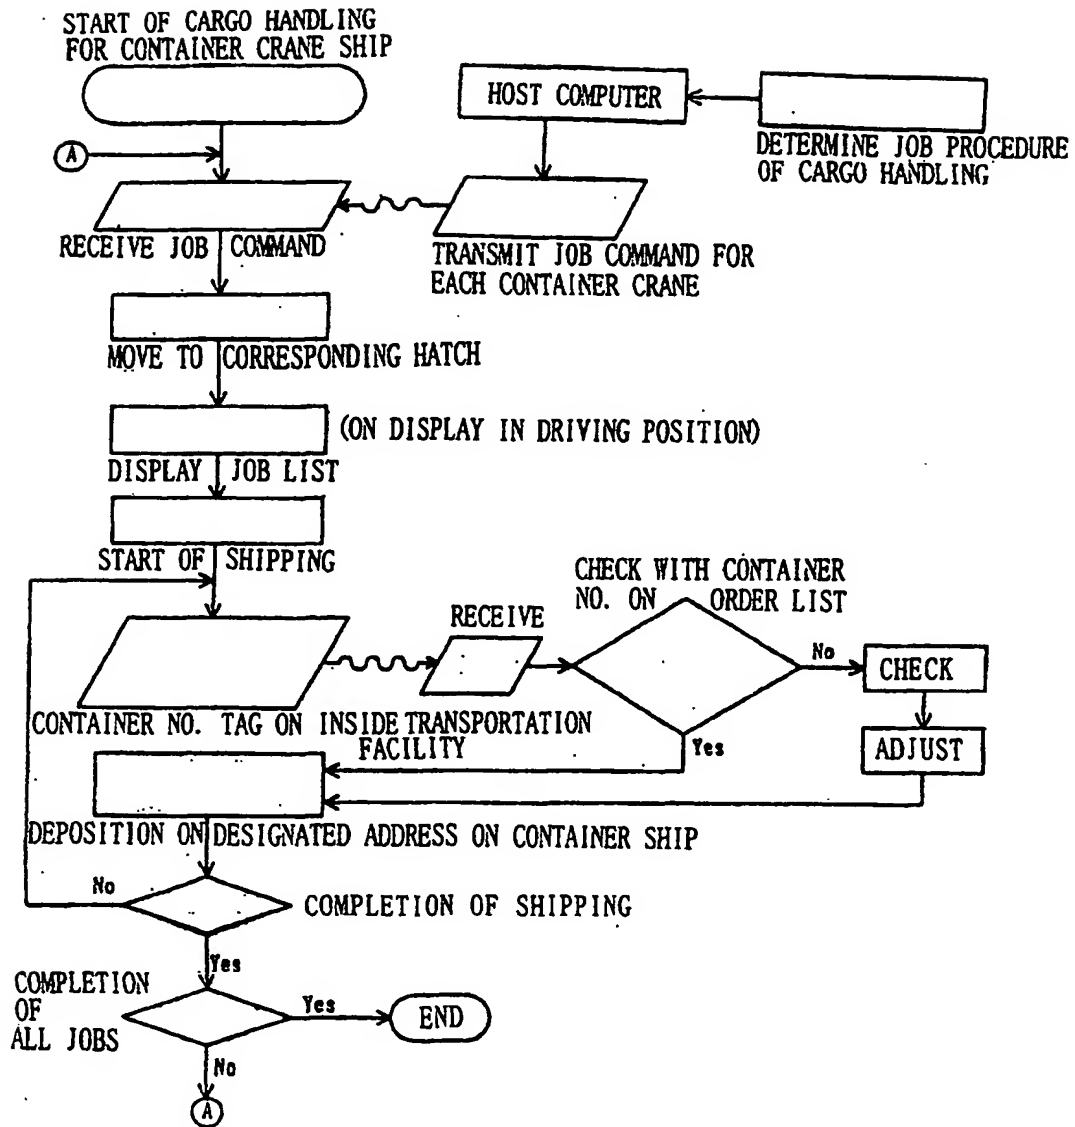 START OF CARGO HANDLING
FOR CONTAINER CRANE SHIP
HOST COMPUTER
DETERMINE JOB PROCEDURE
OF CARGO HANDLING
A
RECEIVE JOB COMMAND
TRANSMIT JOB COMMAND FOR
EACH CONTAINER CRANE
MOVE TO CORRESPONDING HATCH
(ON DISPLAY IN DRIVING POSITION)
DISPLAY JOB LIST
START OF SHIPPING
CHECK WITH CONTAINER
NO. ON ORDER LIST
RECEIVE
No
CHECK
CONTAINER NO. TAG ON INSIDE TRANSPORTATION
FACILITY
Yes
ADJUST
DEPOSITION ON DESIGNATED ADDRESS ON CONTAINER SHIP
No
COMPLETION OF SHIPPING
Yes
COMPLETION
OF
ALL JOBS
Yes
END
No
A